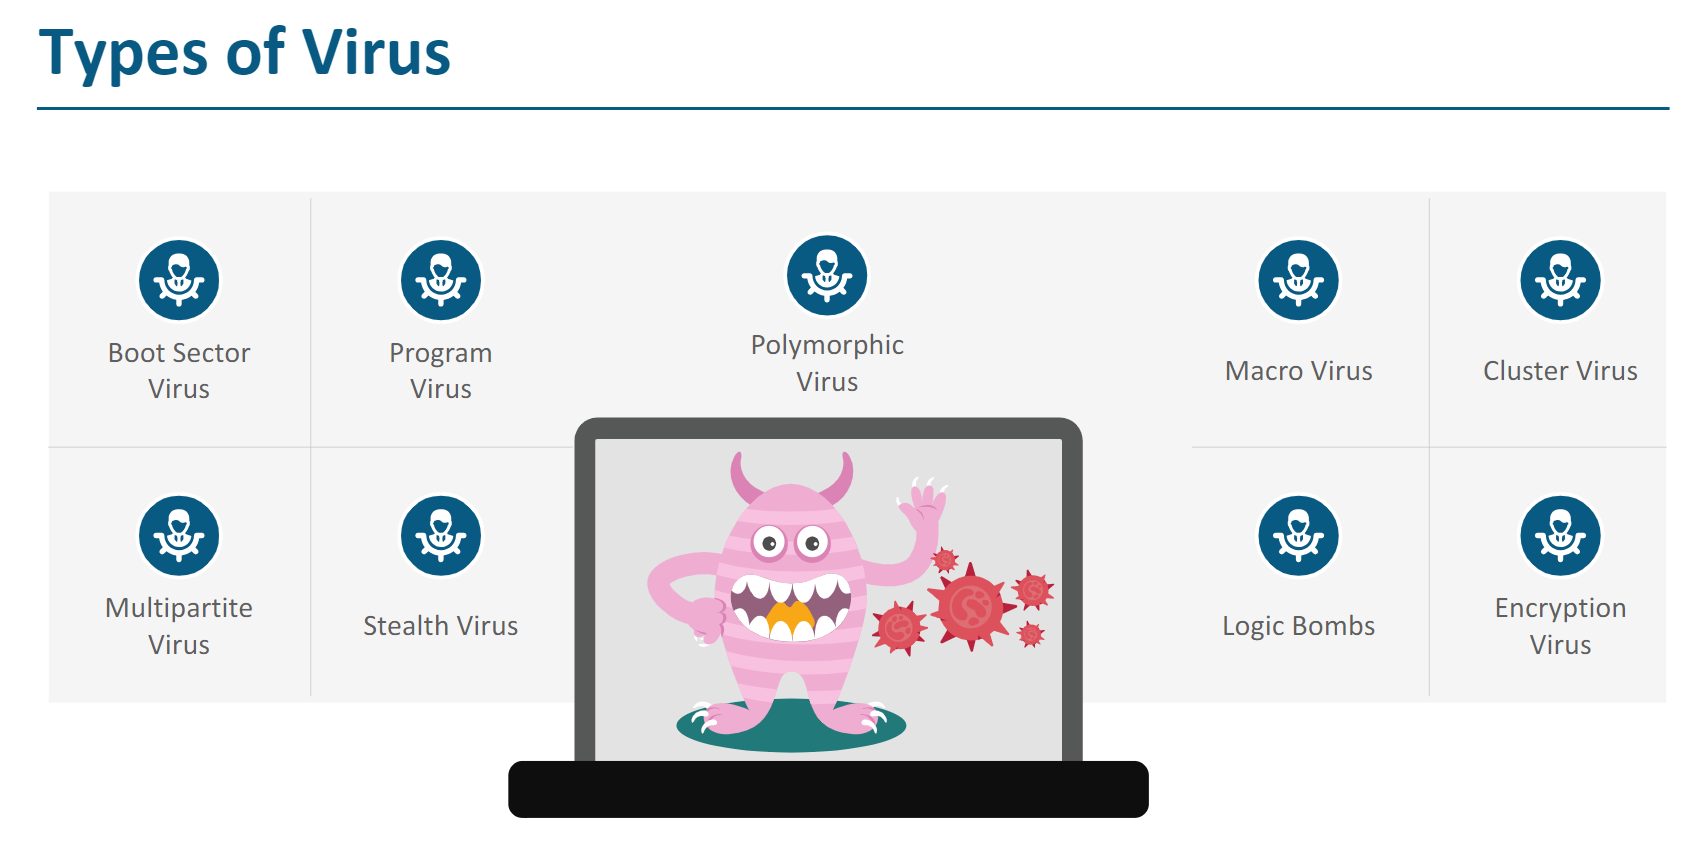 Types of Virus
Boot Sector
Virus
Program
Virus
Polymorphic
Virus
Macro Virus
Cluster Virus
Multipartite
Virus
Stealth Virus
Logic Bombs
Encryption
Virus